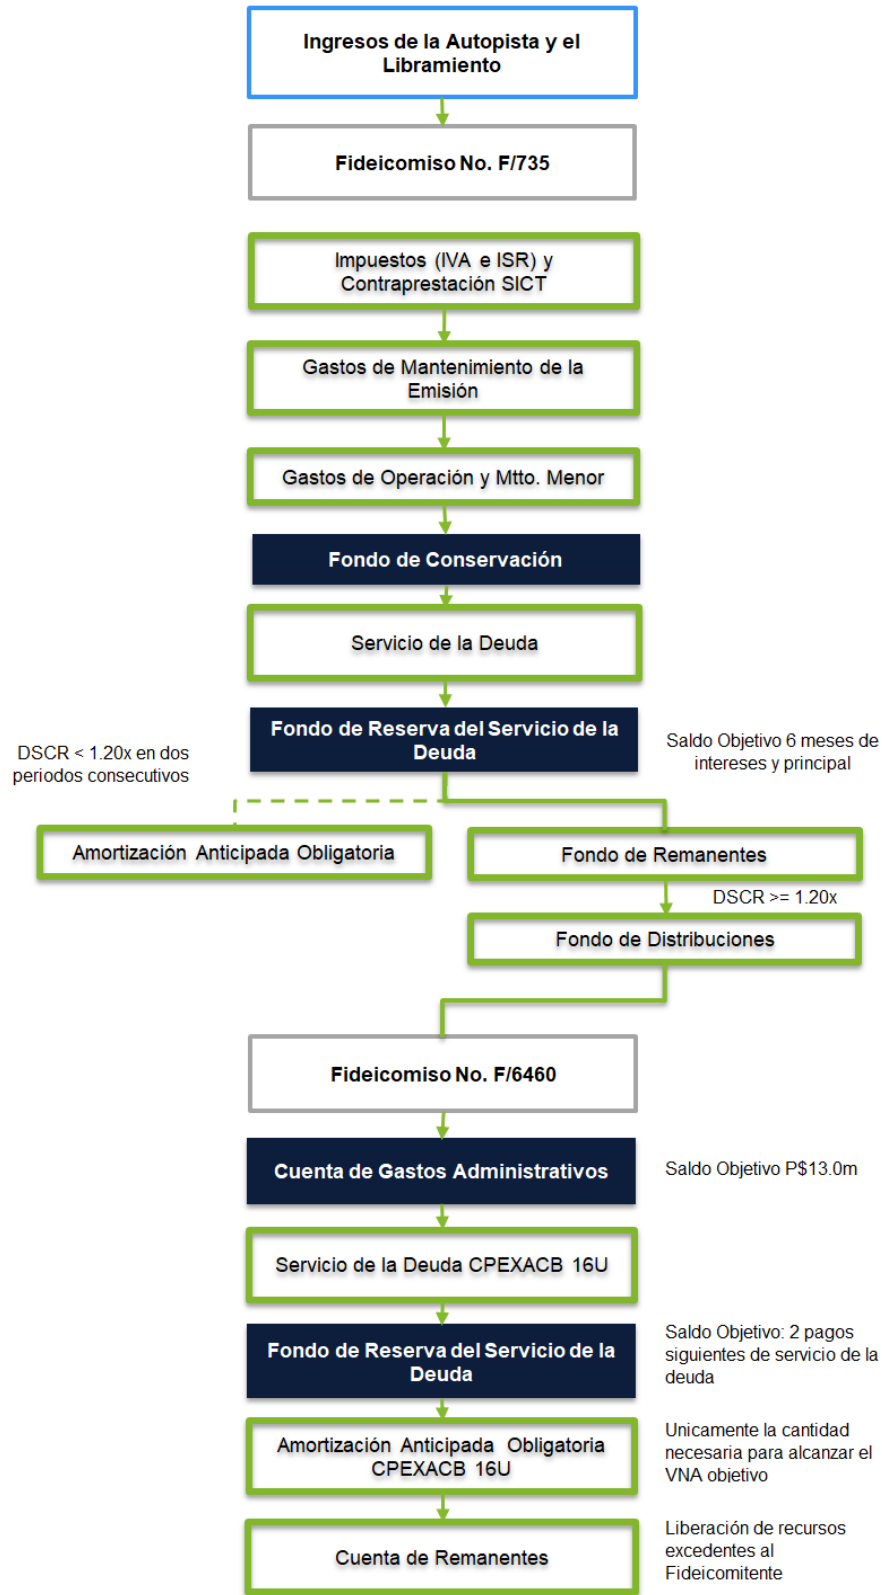 Ingresos de la Autopista y el
Libramiento
Fideicomiso No. F/735
Impuestos (IVA e ISR) y
Contraprestación SICT
Gastos de Mantenimiento de la
Emisión
Gastos de Operación y Mtto. Menor
Fondo de Conservación
Servicio de la Deuda
Fondo de Reserva del Servicio de la
Deuda
DSCR < 1.20x en dos
periodos consecutivos
Saldo Objetivo 6 meses de
intereses y principal
Amortización Anticipada Obligatoria
Fondo de Remanentes
DSCR >= 1.20x
Fondo de Distribuciones
Fideicomiso No. F/6460
Cuenta de Gastos Administrativos
Saldo Objetivo P$13.0m
Servicio de la Deuda CPEXACB 16U
Fondo de Reserva del Servicio de la
Deuda
Saldo Objetivo: 2 pagos
siguientes de servicio de la
deuda
Amortización Anticipada Obligatoria
CPEXACB 16U
Unicamente la cantidad
necesaria para alcanzar el
VNA objetivo
Cuenta de Remanentes
Liberación de recursos
excedentes al
Fideicomitente